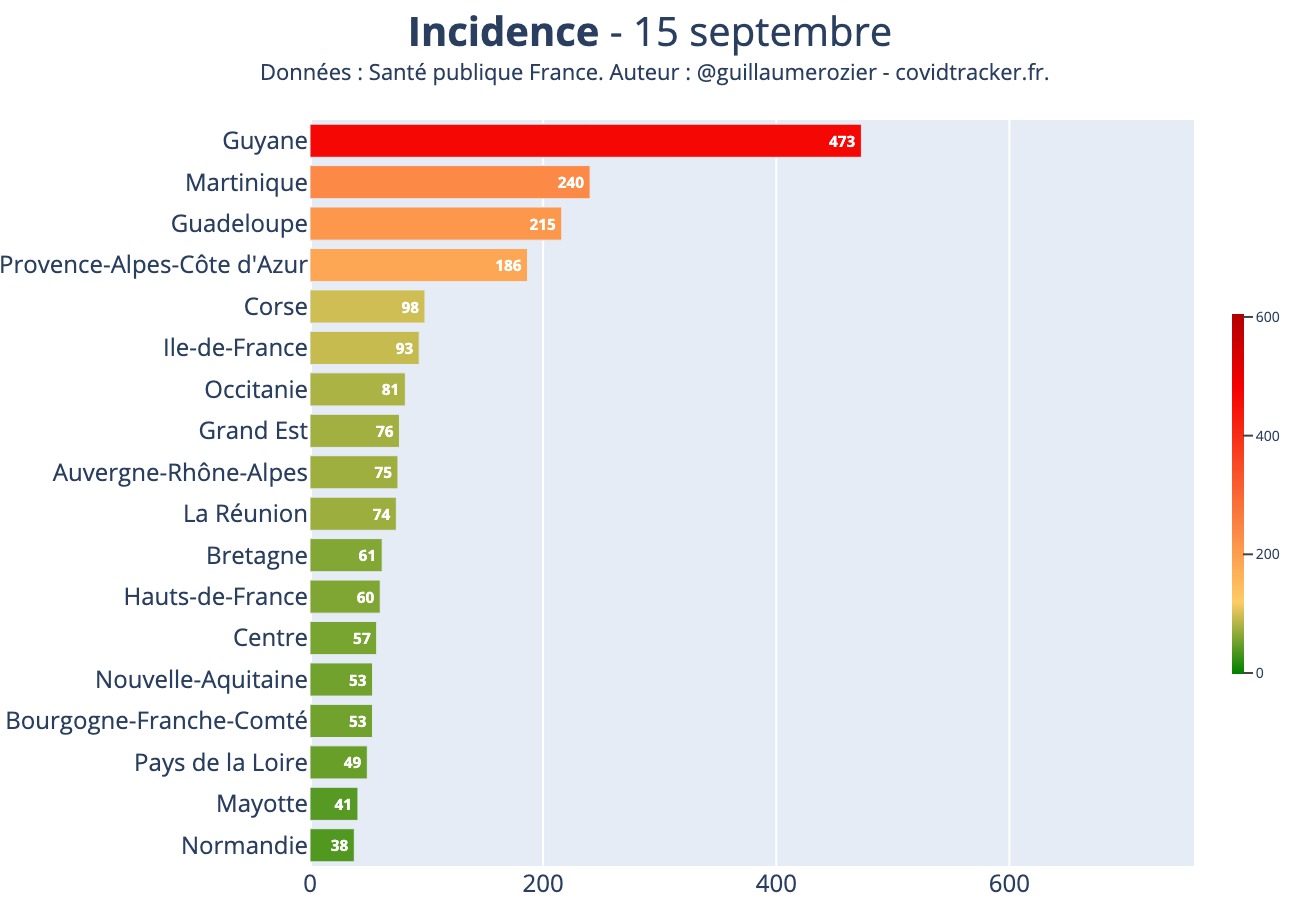 Incidence - 15 septembre
Données : Santé publique France. Auteur : @guillaumerozier - covidtracker.fr.
Guyane 473
Martinique 240
Guadeloupe 215
Provence-Alpes-Côte d'Azur 186
Corse 98
Ile-de-France 93
Occitanie 81
Grand Est 76
Auvergne-Rhône-Alpes 75
La Réunion 74
Bretagne 61
Hauts-de-France 60
Centre 57
Nouvelle-Aquitaine 53
Bourgogne-Franche-Comté 53
Pays de la Loire 49
Mayotte 41
Normandie 38
0 200 400 600
600
400
200
0